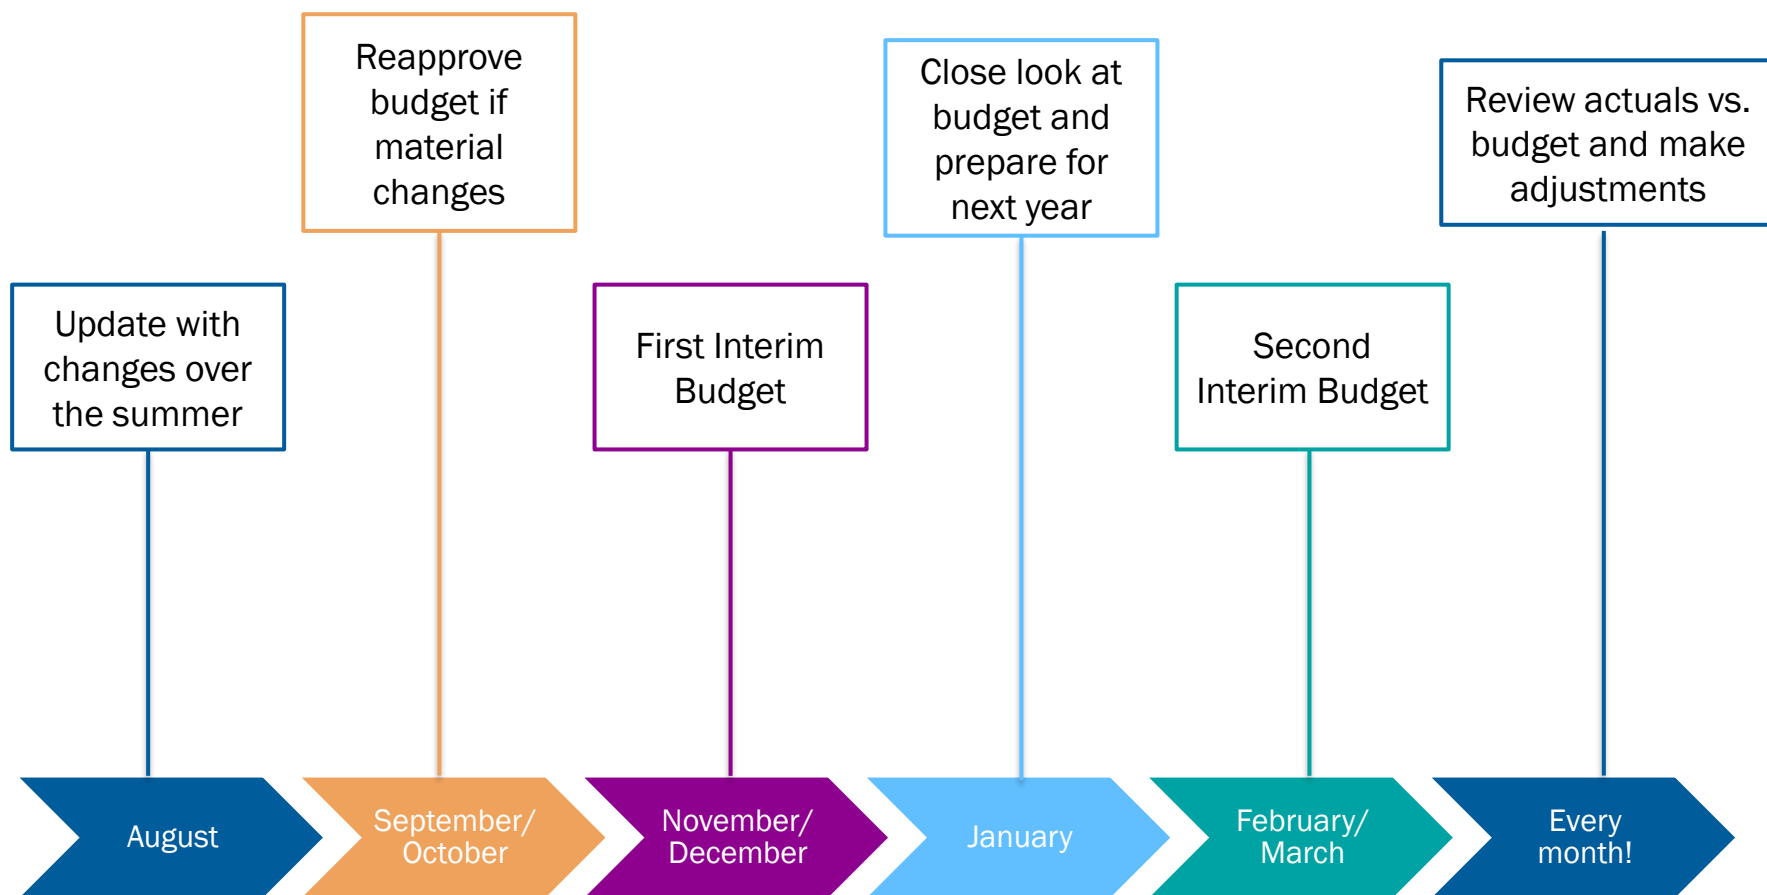 Reapprove
budget if
material
changes
Close look at
budget and
prepare for
next year
Review actuals vs.
budget and make
adjustments
Update with
changes over
the summer
First Interim
Budget
Second
Interim Budget
August
September/
October
November/
December
January
February/
March
Every
month!